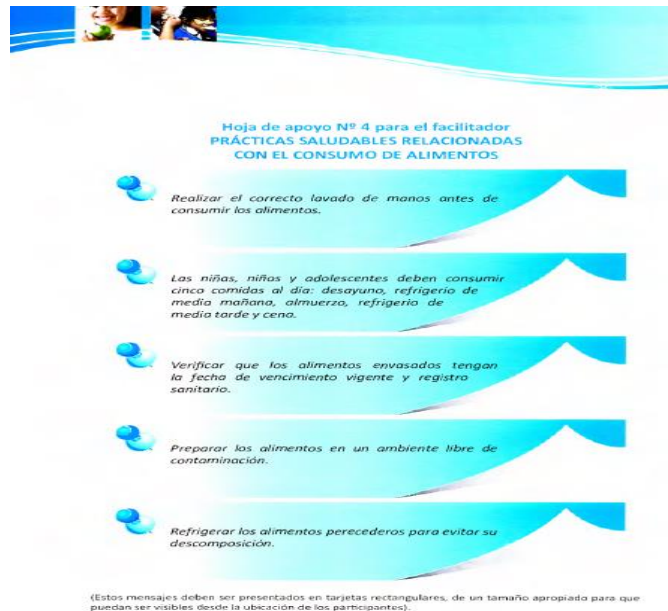 Hoja de apoyo Nº 4 para el facilitador
PRÁCTICAS SALUDABLES RELACIONADAS
CON EL CONSUMO DE ALIMENTOS
Realizar el correcto lavado de manos antes de
consumir los alimentos.
Las niñas, niños y adolescentes deben consumir
cinco comidas al día: desayuno, refrigerio de
media mañana, almuerzo, refrigerio de
media tarde y cena.
Verificar que los alimentos envasados tengan
la fecha de vencimiento vigente y registro
sanitario.
Preparar los alimentos en un ambiente libre de
contaminación.
Refrigerar los alimentos perecederos para evitar su
descomposición.
(Estos mensajes deben ser presentados en tarjetas rectangulares, de un tamaño apropiado para que
puedan ser visibles desde la ubicación de los participantes).